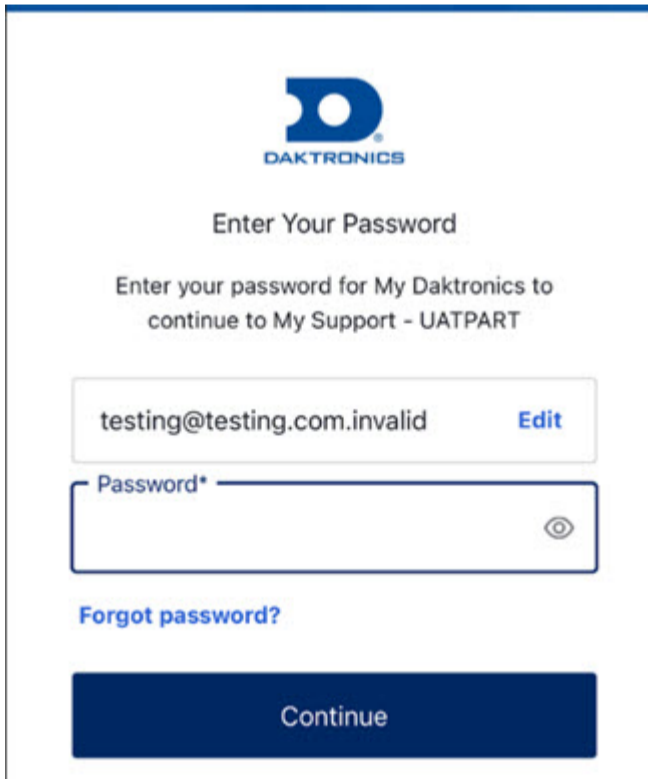 DAKTRONICS
Enter Your Password
Enter your password for My Daktronics to
continue to My Support - UATPART
testing@testing.com.invalid Edit
Password*
Forgot password?
Continue